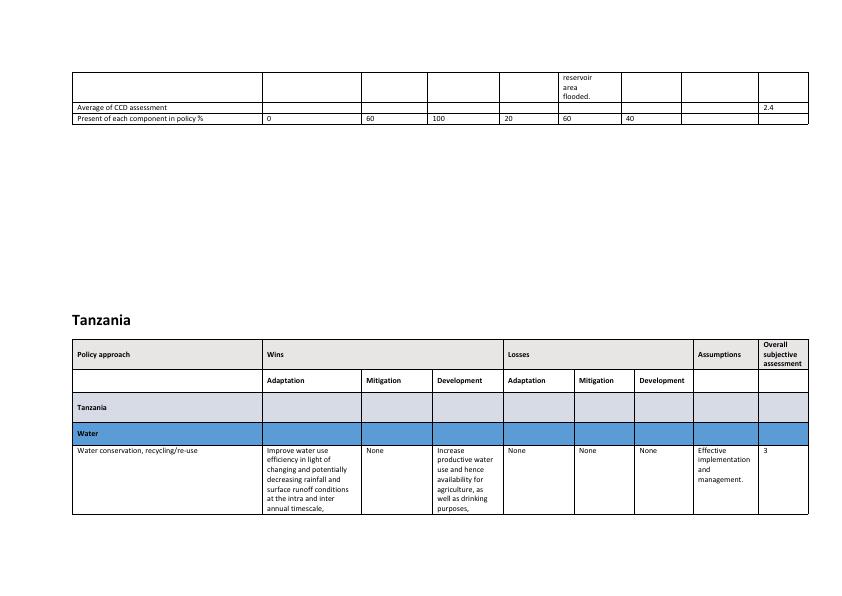 reservoir
area
flooded.
Average of CCD assessment 2.4
Present of each component in policy % 0 60 100 20 60 40
Tanzania
Policy approach Wins Losses Assumptions Overall subjective assessment
Adaptation Mitigation Development Adaptation Mitigation Development
Tanzania
Water
Water conservation, recycling/re-use Improve water use None Increase None None None Effective 3
efficiency in light of productive water implementation
changing and potentially use and hence and
decreasing rainfall and availability for management.
surface runoff conditions agriculture, as
at the intra and inter well as drinking
annual timescale, purposes,